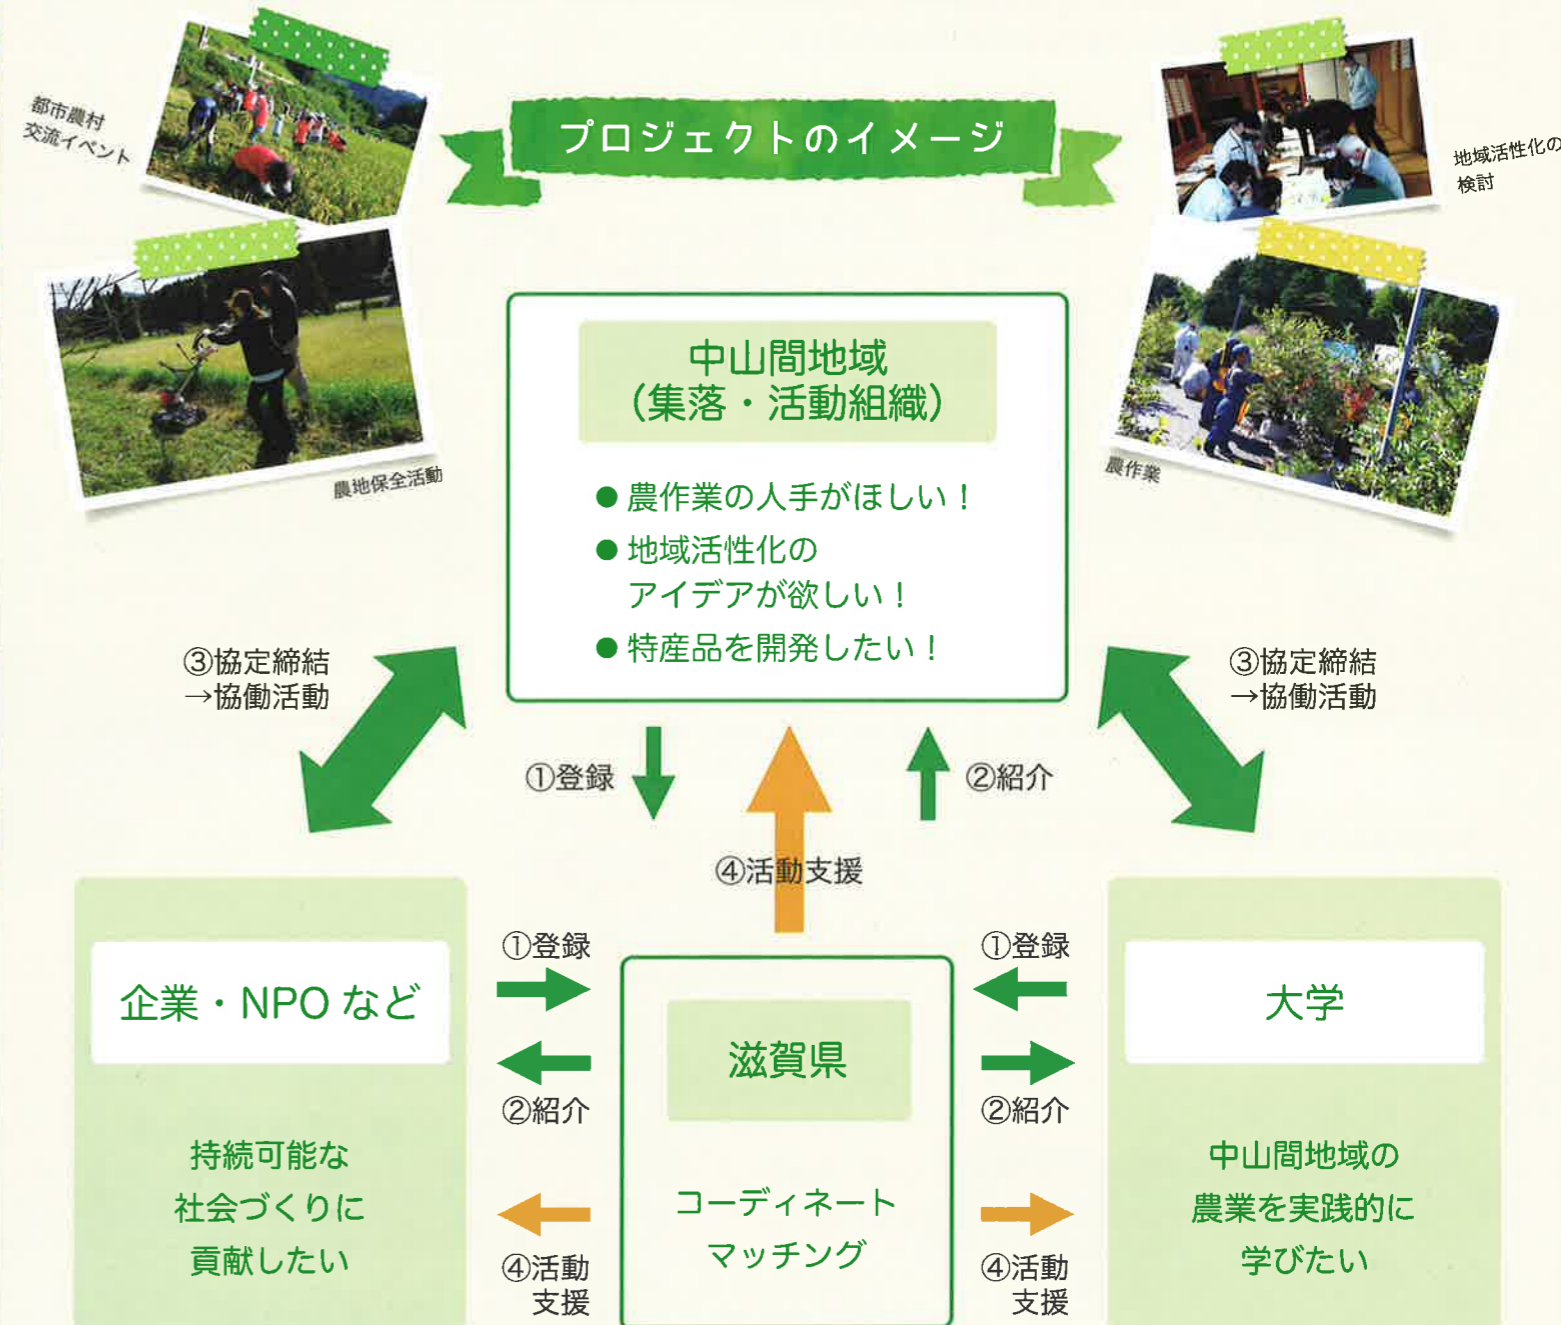 プロジェクトのイメージ
都市農村
交流イベント
地域活性化の
検討
農地保全活動
農作業
中山間地域
（集落・活動組織）
●農作業の人手がほしい！
●地域活性化の
アイデアが欲しい！
●特産品を開発したい！
③協定締結
→協働活動
③協定締結
→協働活動
①登録
②紹介
④活動支援
企業・NPOなど
持続可能な
社会づくりに
貢献したい
①登録
②紹介
④活動
支援
滋賀県
コーディネート
マッチング
①登録
②紹介
④活動
支援
大学
中山間地域の
農業を実践的に
学びたい